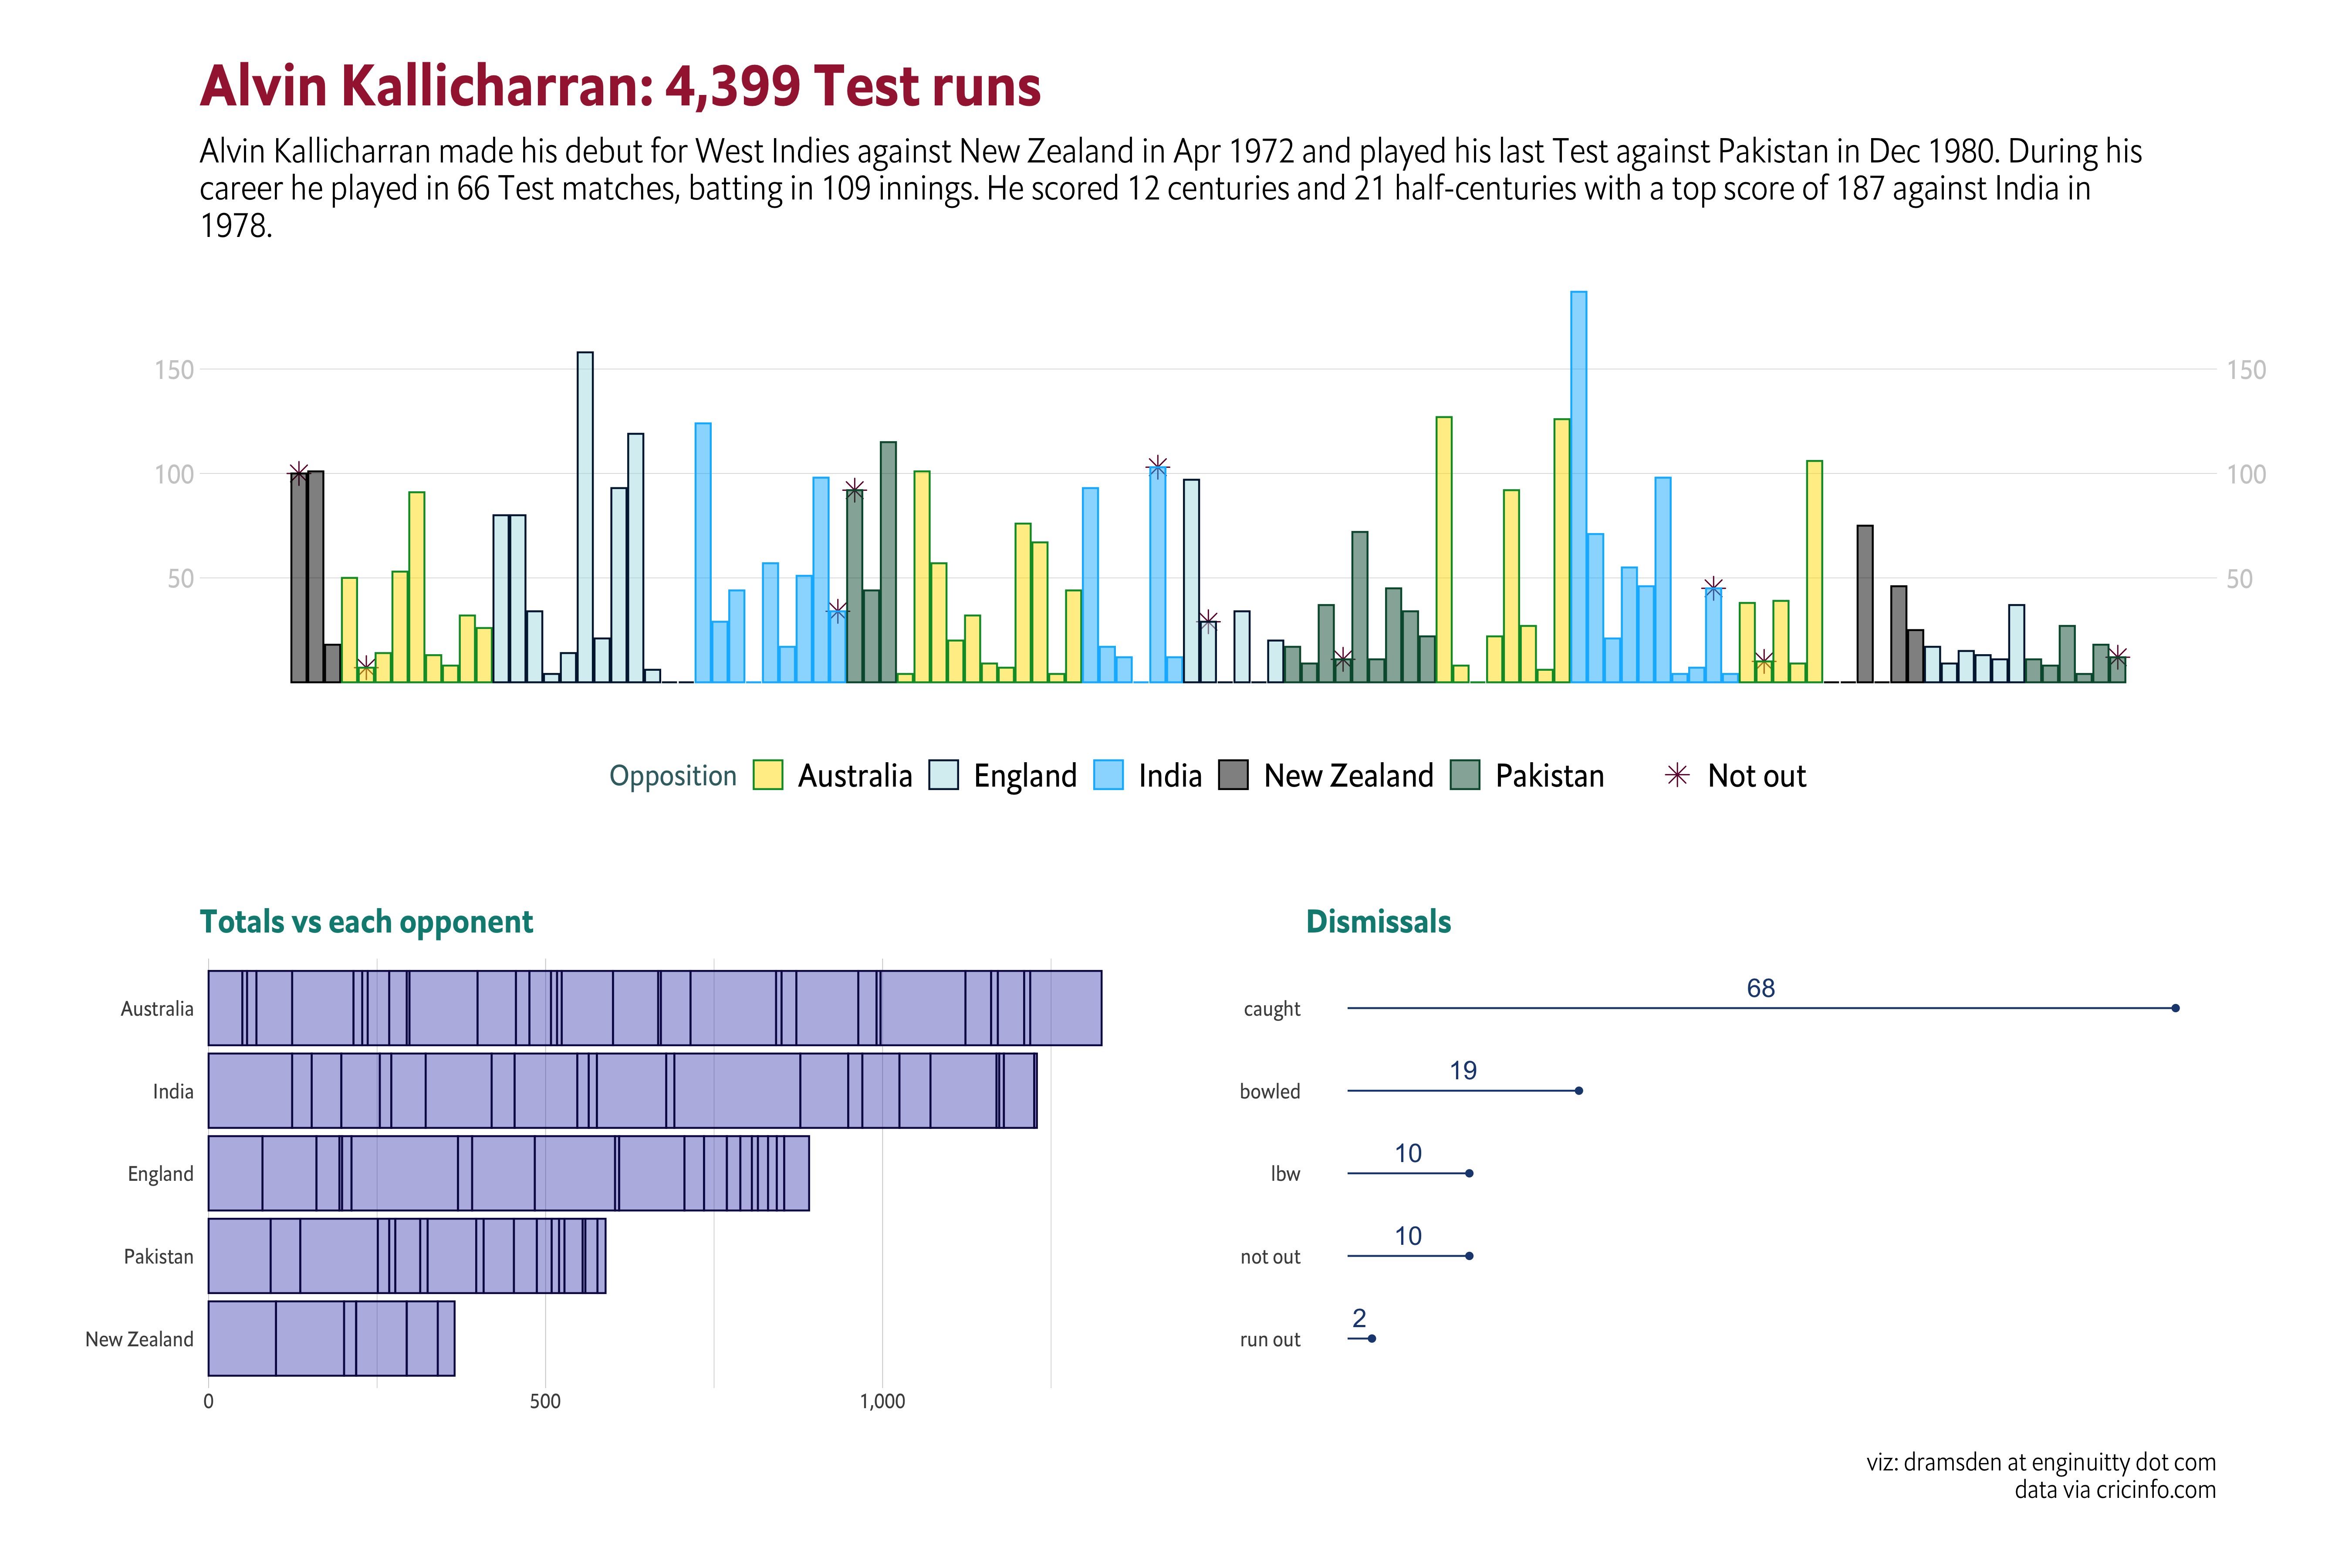 Alvin Kallicharran: 4,399 Test runs
Alvin Kallicharran made his debut for West Indies against New Zealand in Apr 1972 and played his last Test against Pakistan in Dec 1980. During his
career he played in 66 Test matches, batting in 109 innings. He scored 12 centuries and 21 half-centuries with a top score of 187 against India in
1978.
150 150
100 100
50 50
Opposition Australia England India New Zealand Pakistan Not out
Totals vs each opponent
Australia
India
England
Pakistan
New Zealand
0 500 1,000
Dismissals
caught 68
bowled 19
lbw 10
not out 10
run out 2
viz: dramsden at enginuitty dot com
data via cricinfo.com